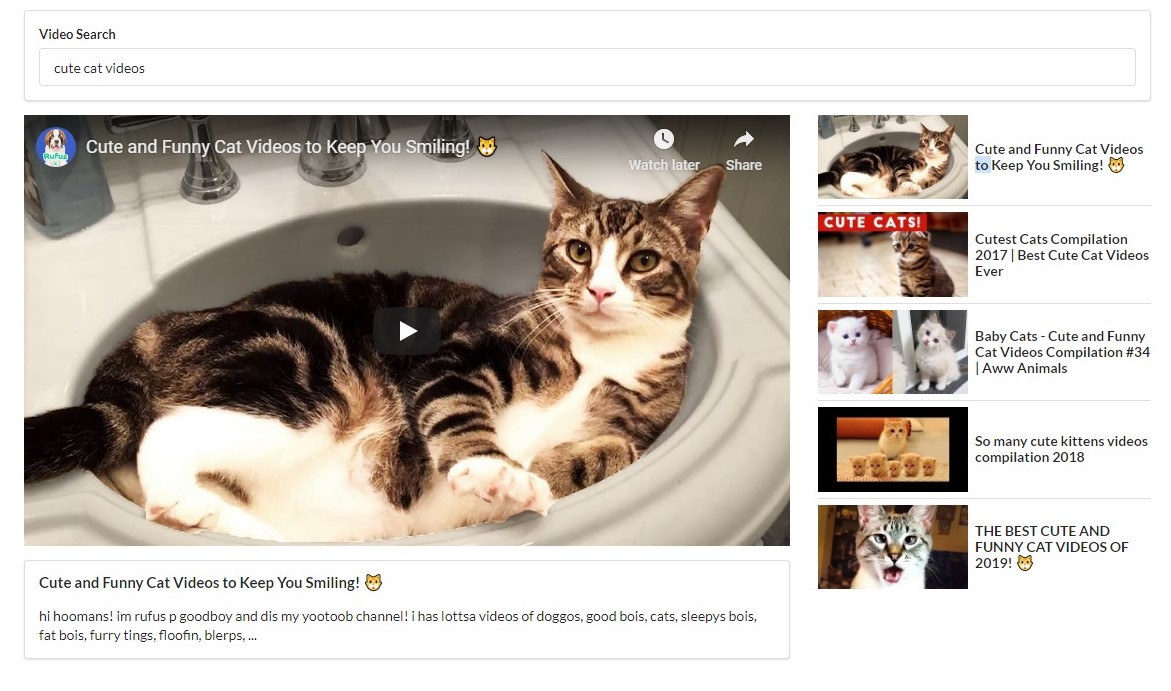 Video Search
cute cat videos
Rufus
Cute and Funny Cat Videos to Keep You Smiling! 🐱
Watch later
Share
Cute and Funny Cat Videos to Keep You Smiling! 🐱
hi hoomans! im rufus p goodboy and dis my yootoob channel! i has lottsa videos of doggos, good bois, cats, sleepys bois,
fat bois, furry tings, floofin, blerps, ...
Cute and Funny Cat Videos
to Keep You Smiling! 🐱
CUTE CATS!
Cutest Cats Compilation
2017 | Best Cute Cat Videos
Ever
Baby Cats - Cute and Funny
Cat Videos Compilation #34
| Aww Animals
So many cute kittens videos
compilation 2018
THE BEST CUTE AND
FUNNY CAT VIDEOS OF
2019! 🐱